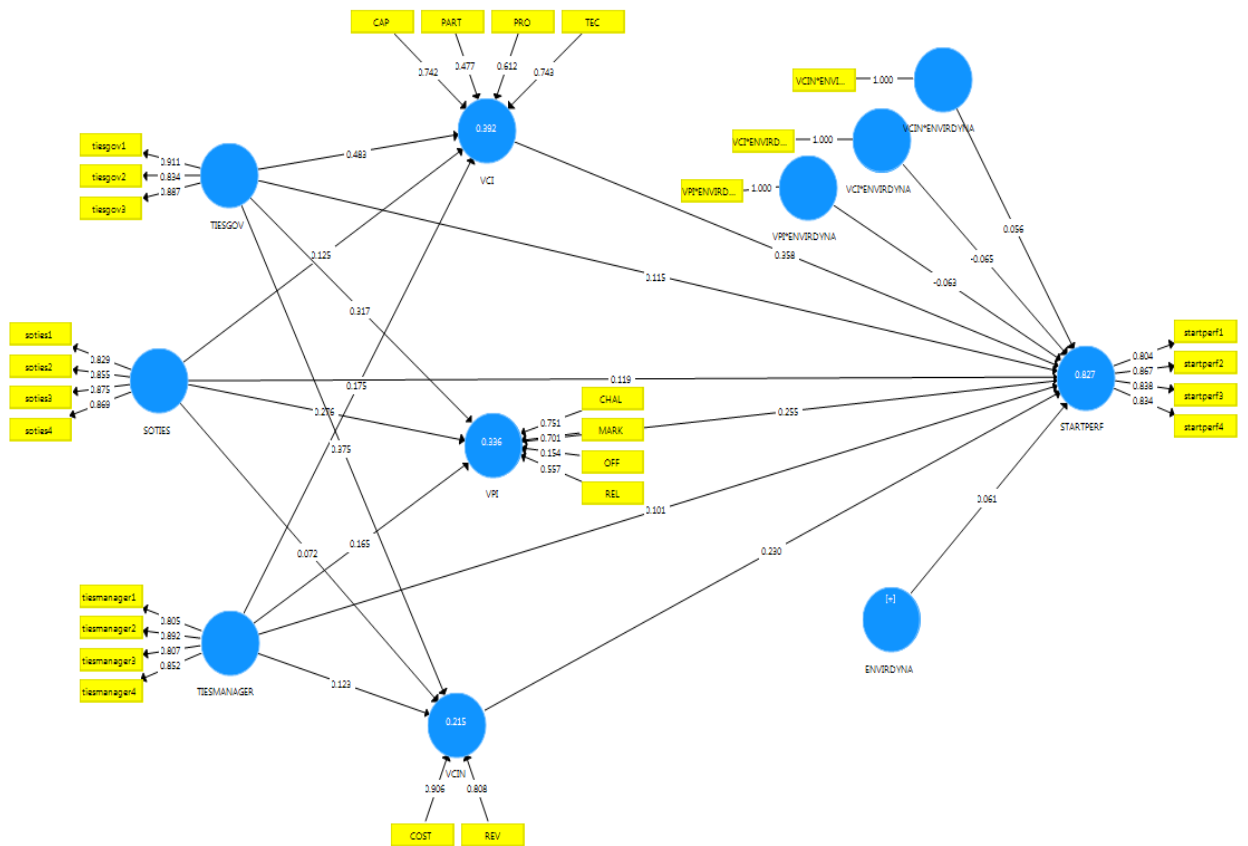 CAP PART PRO TEC
0.742 0.477 0.612 0.743
VCIN*ENVI... 1.000
VCIN*ENVIRDYNA
0.392
VCI
VCI*ENVIRD... 1.000
VCI*ENVIRDYNA
VPI*ENVIRD... 1.000
VPI*ENVIRDYNA
tiesgov1 0.911
tiesgov2 0.834
tiesgov3 0.887
TIESGOV
0.483
0.125
0.317
0.115
0.358
0.056
-0.065
-0.063
soties1 0.829
soties2 0.855
soties3 0.875
soties4 0.869
SOTIES
0.175
0.119
0.276
0.375
0.072
CHAL 0.751
MARK 0.701
OFF 0.154
REL 0.557
0.336
VPI
0.255
0.827
STARTPERF
0.804 startperf1
0.867 startperf2
0.838 startperf3
0.834 startperf4
0.165
0.101
0.230
0.061
[+]
ENVIRDYNA
tiesmanager1 0.805
tiesmanager2 0.892
tiesmanager3 0.807
tiesmanager4 0.852
TIESMANAGER
0.123
0.215
VCIN
0.906 0.808
COST REV